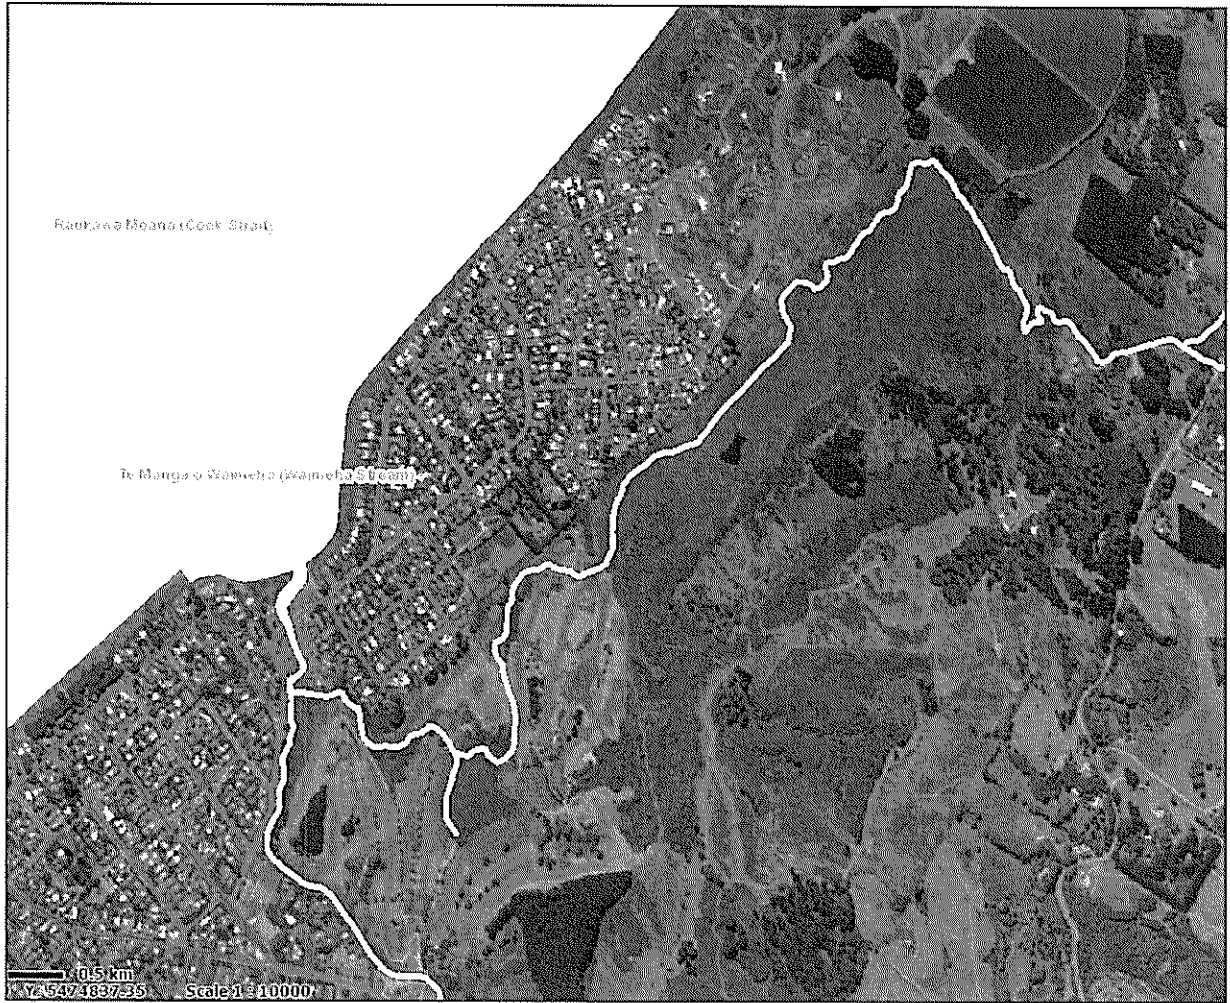 Raukawa Moana (Cook Strait)
Te Manga o Waimeha (Waimeha Stream)
0.5 km
Y: 5474837.35 Scale 1 : 10000